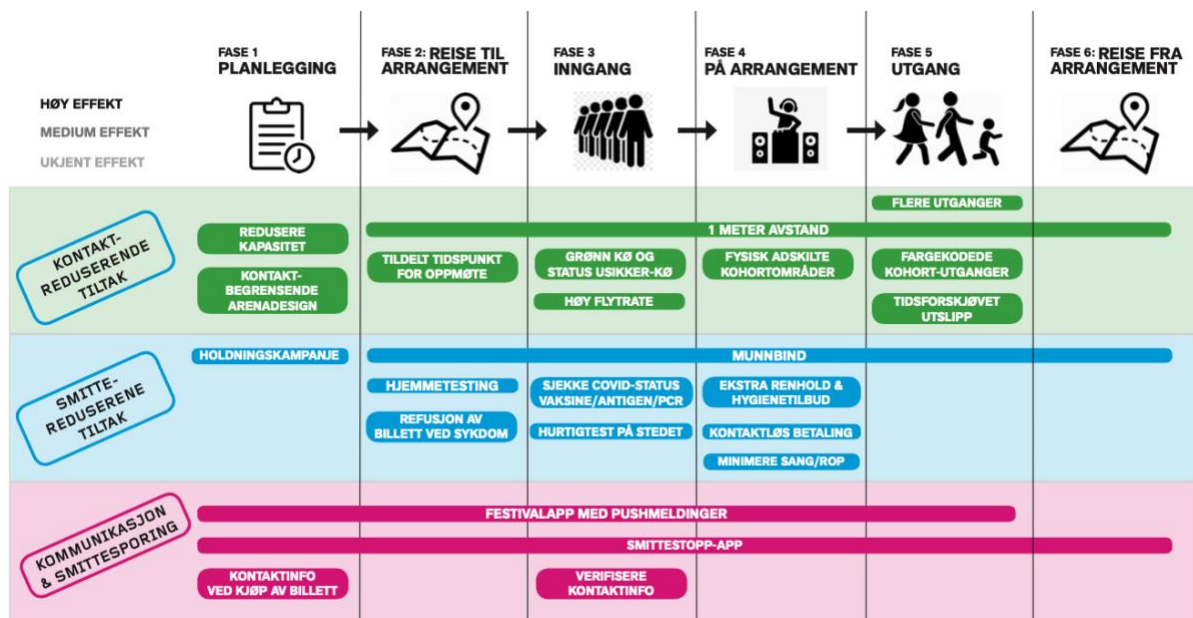 FASE 1
PLANLEGGING
FASE 2: REISE TIL
ARRANGEMENT
FASE 3
INNGANG
FASE 4
PÅ ARRANGEMENT
FASE 5
UTGANG
FASE 6: REISE FRA
ARRANGEMENT
HØY EFFEKT
MEDIUM EFFEKT
UKJENT EFFEKT
KONTAKT-
REDUSERENDE
TILTAK
FLERE UTGANGER
1 METER AVSTAND
REDUSERE
KAPASITET
KONTAKT-
BEGRENSENDE
ARENADESIGN
TILDELT TIDSPUNKT
FOR OPPMØTE
GRØNN KØ OG
STATUS USIKKER-KØ
HØY FLYTRATE
FYSISK ADSKILTE
KOHORTOMRÅDER
FARGEKODEDE
KOHORT-UTGANGER
TIDSFORSKJØVET
UTSLIPP
SMITTE-
REDUSERENE
TILTAK
HOLDNINGSKAMPANJE
MUNNBIND
HJEMMETESTING
REFUSJON AV
BILLETT VED SYKDOM
SJEKKE COVID-STATUS
VAKSINE/ANTIGEN/PCR
HURTIGTEST PÅ STEDET
EKSTRA RENHOLD &
HYGIENETILBUD
KONTAKTLØS BETALING
MINIMERE SANG/ROP
KOMMUNIKASJON
& SMITTESPORING
FESTIVALAPP MED PUSHMELDINGER
SMITTESTOPP-APP
KONTAKTINFO
VED KJØP AV BILLETT
VERIFISERE
KONTAKTINFO